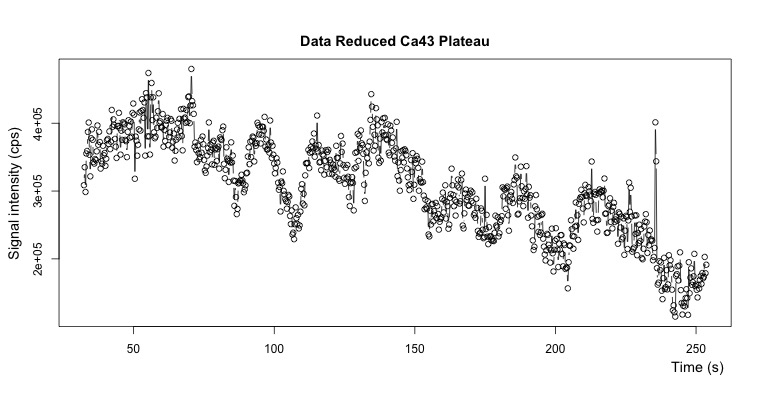 Data Reduced Ca43 Plateau
Signal intensity (cps)
4e+05
3e+05
2e+05
50 100 150 200 250
Time (s)